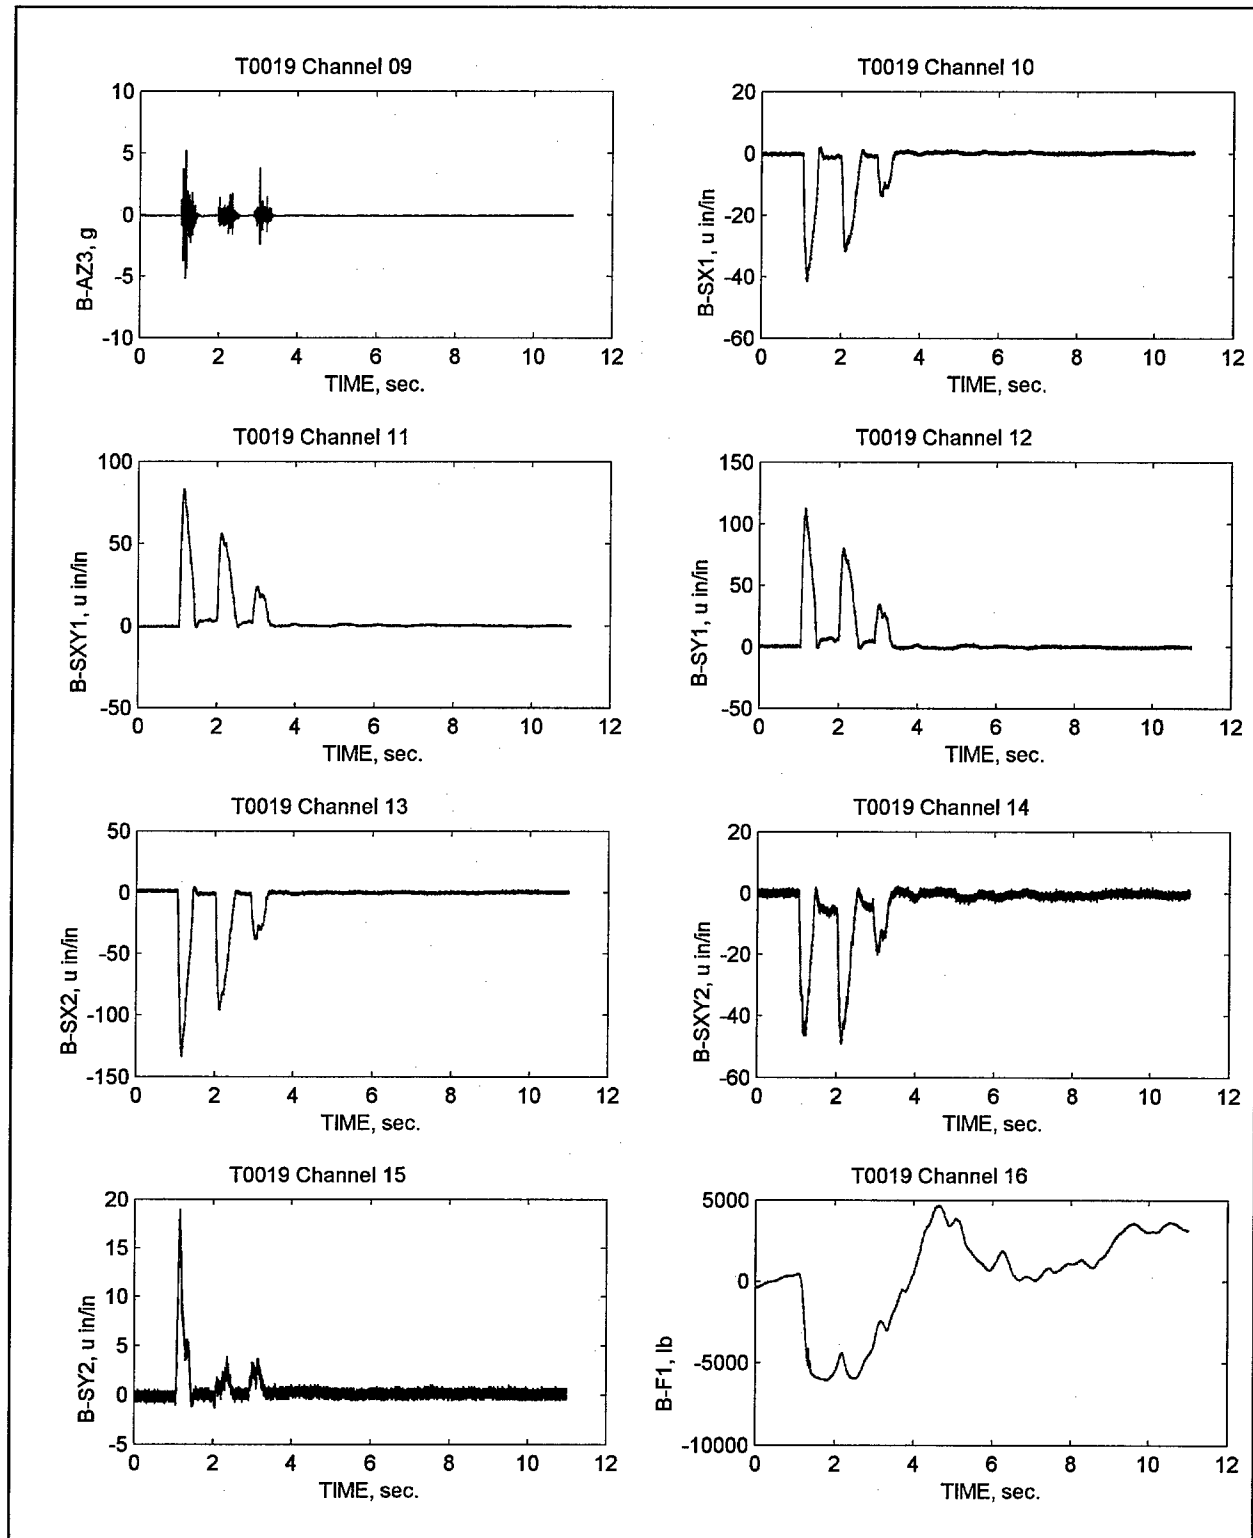 T0019 Channel 09
10
5
0
-5
-10
B-AZ3, g
0 2 4 6 8 10 12
TIME, sec.
T0019 Channel 10
20
0
-20
-40
-60
B-SX1, u in/in
0 2 4 6 8 10 12
TIME, sec.
T0019 Channel 11
100
50
0
-50
B-SXY1, u in/in
0 2 4 6 8 10 12
TIME, sec.
T0019 Channel 12
150
100
50
0
-50
B-SY1, u in/in
0 2 4 6 8 10 12
TIME, sec.
T0019 Channel 13
50
0
-50
-100
-150
B-SX2, u in/in
0 2 4 6 8 10 12
TIME, sec.
T0019 Channel 14
20
0
-20
-40
-60
B-SXY2, u in/in
0 2 4 6 8 10 12
TIME, sec.
T0019 Channel 15
20
15
10
5
0
-5
B-SY2, u in/in
0 2 4 6 8 10 12
TIME, sec.
T0019 Channel 16
5000
0
-5000
-10000
B-F1, lb
0 2 4 6 8 10 12
TIME, sec.